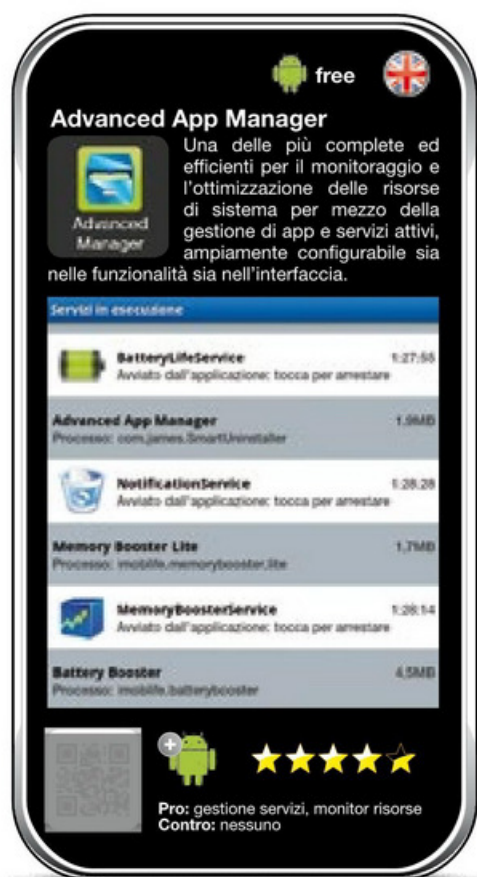 free
Advanced App Manager
Una delle più complete ed
efficienti per il monitoraggio e
l'ottimizzazione delle risorse
di sistema per mezzo della
gestione di app e servizi attivi,
ampiamente configurabile sia
nelle funzionalità sia nell'interfaccia.
Advanced
Manager
Servizi in esecuzione
BatteryLifeService 1:27:55
Avviato dall'applicazione: tocca per arrestare
Advanced App Manager 1.9MB
Processo: com.james.SmartUninstaller
NotificationService 1:28:28
Avviato dall'applicazione: tocca per arrestare
Memory Booster Lite 1,7MB
Processo: imoblife.memorybooster.lite
MemoryBoosterService 1:28:14
Avviato dall'applicazione: tocca per arrestare
Battery Booster 4.5MB
Processo: imoblife.batterybooster
Pro: gestione servizi, monitor risorse
Contro: nessuno